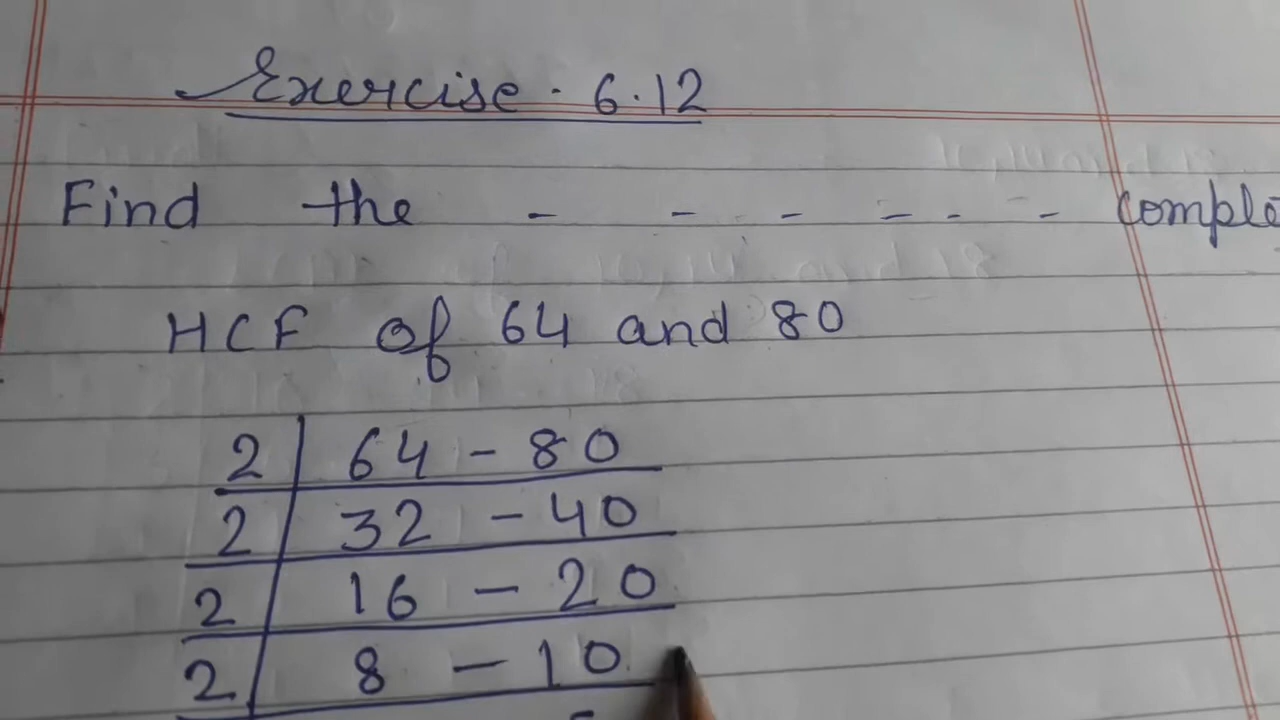 Exercise. 6.12
Find the - - - - - - comple
HCF of 64 and 80
2 | 64 - 80
2 | 32 - 40
2 | 16 - 20
2 | 8 - 10